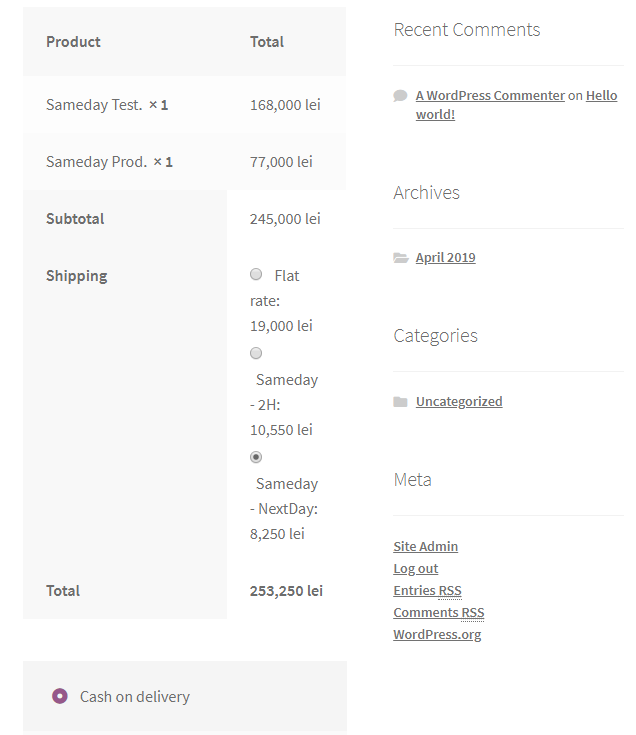 Product Total
Sameday Test. × 1 168,000 lei
Sameday Prod. × 1 77,000 lei
Subtotal 245,000 lei
Shipping Flat
rate:
19,000 lei
Sameday
- 2H:
10,550 lei
Sameday
- NextDay:
8,250 lei
Total 253,250 lei
Cash on delivery
Recent Comments
A WordPress Commenter on Hello
world!
Archives
April 2019
Categories
Uncategorized
Meta
Site Admin
Log out
Entries RSS
Comments RSS
WordPress.org